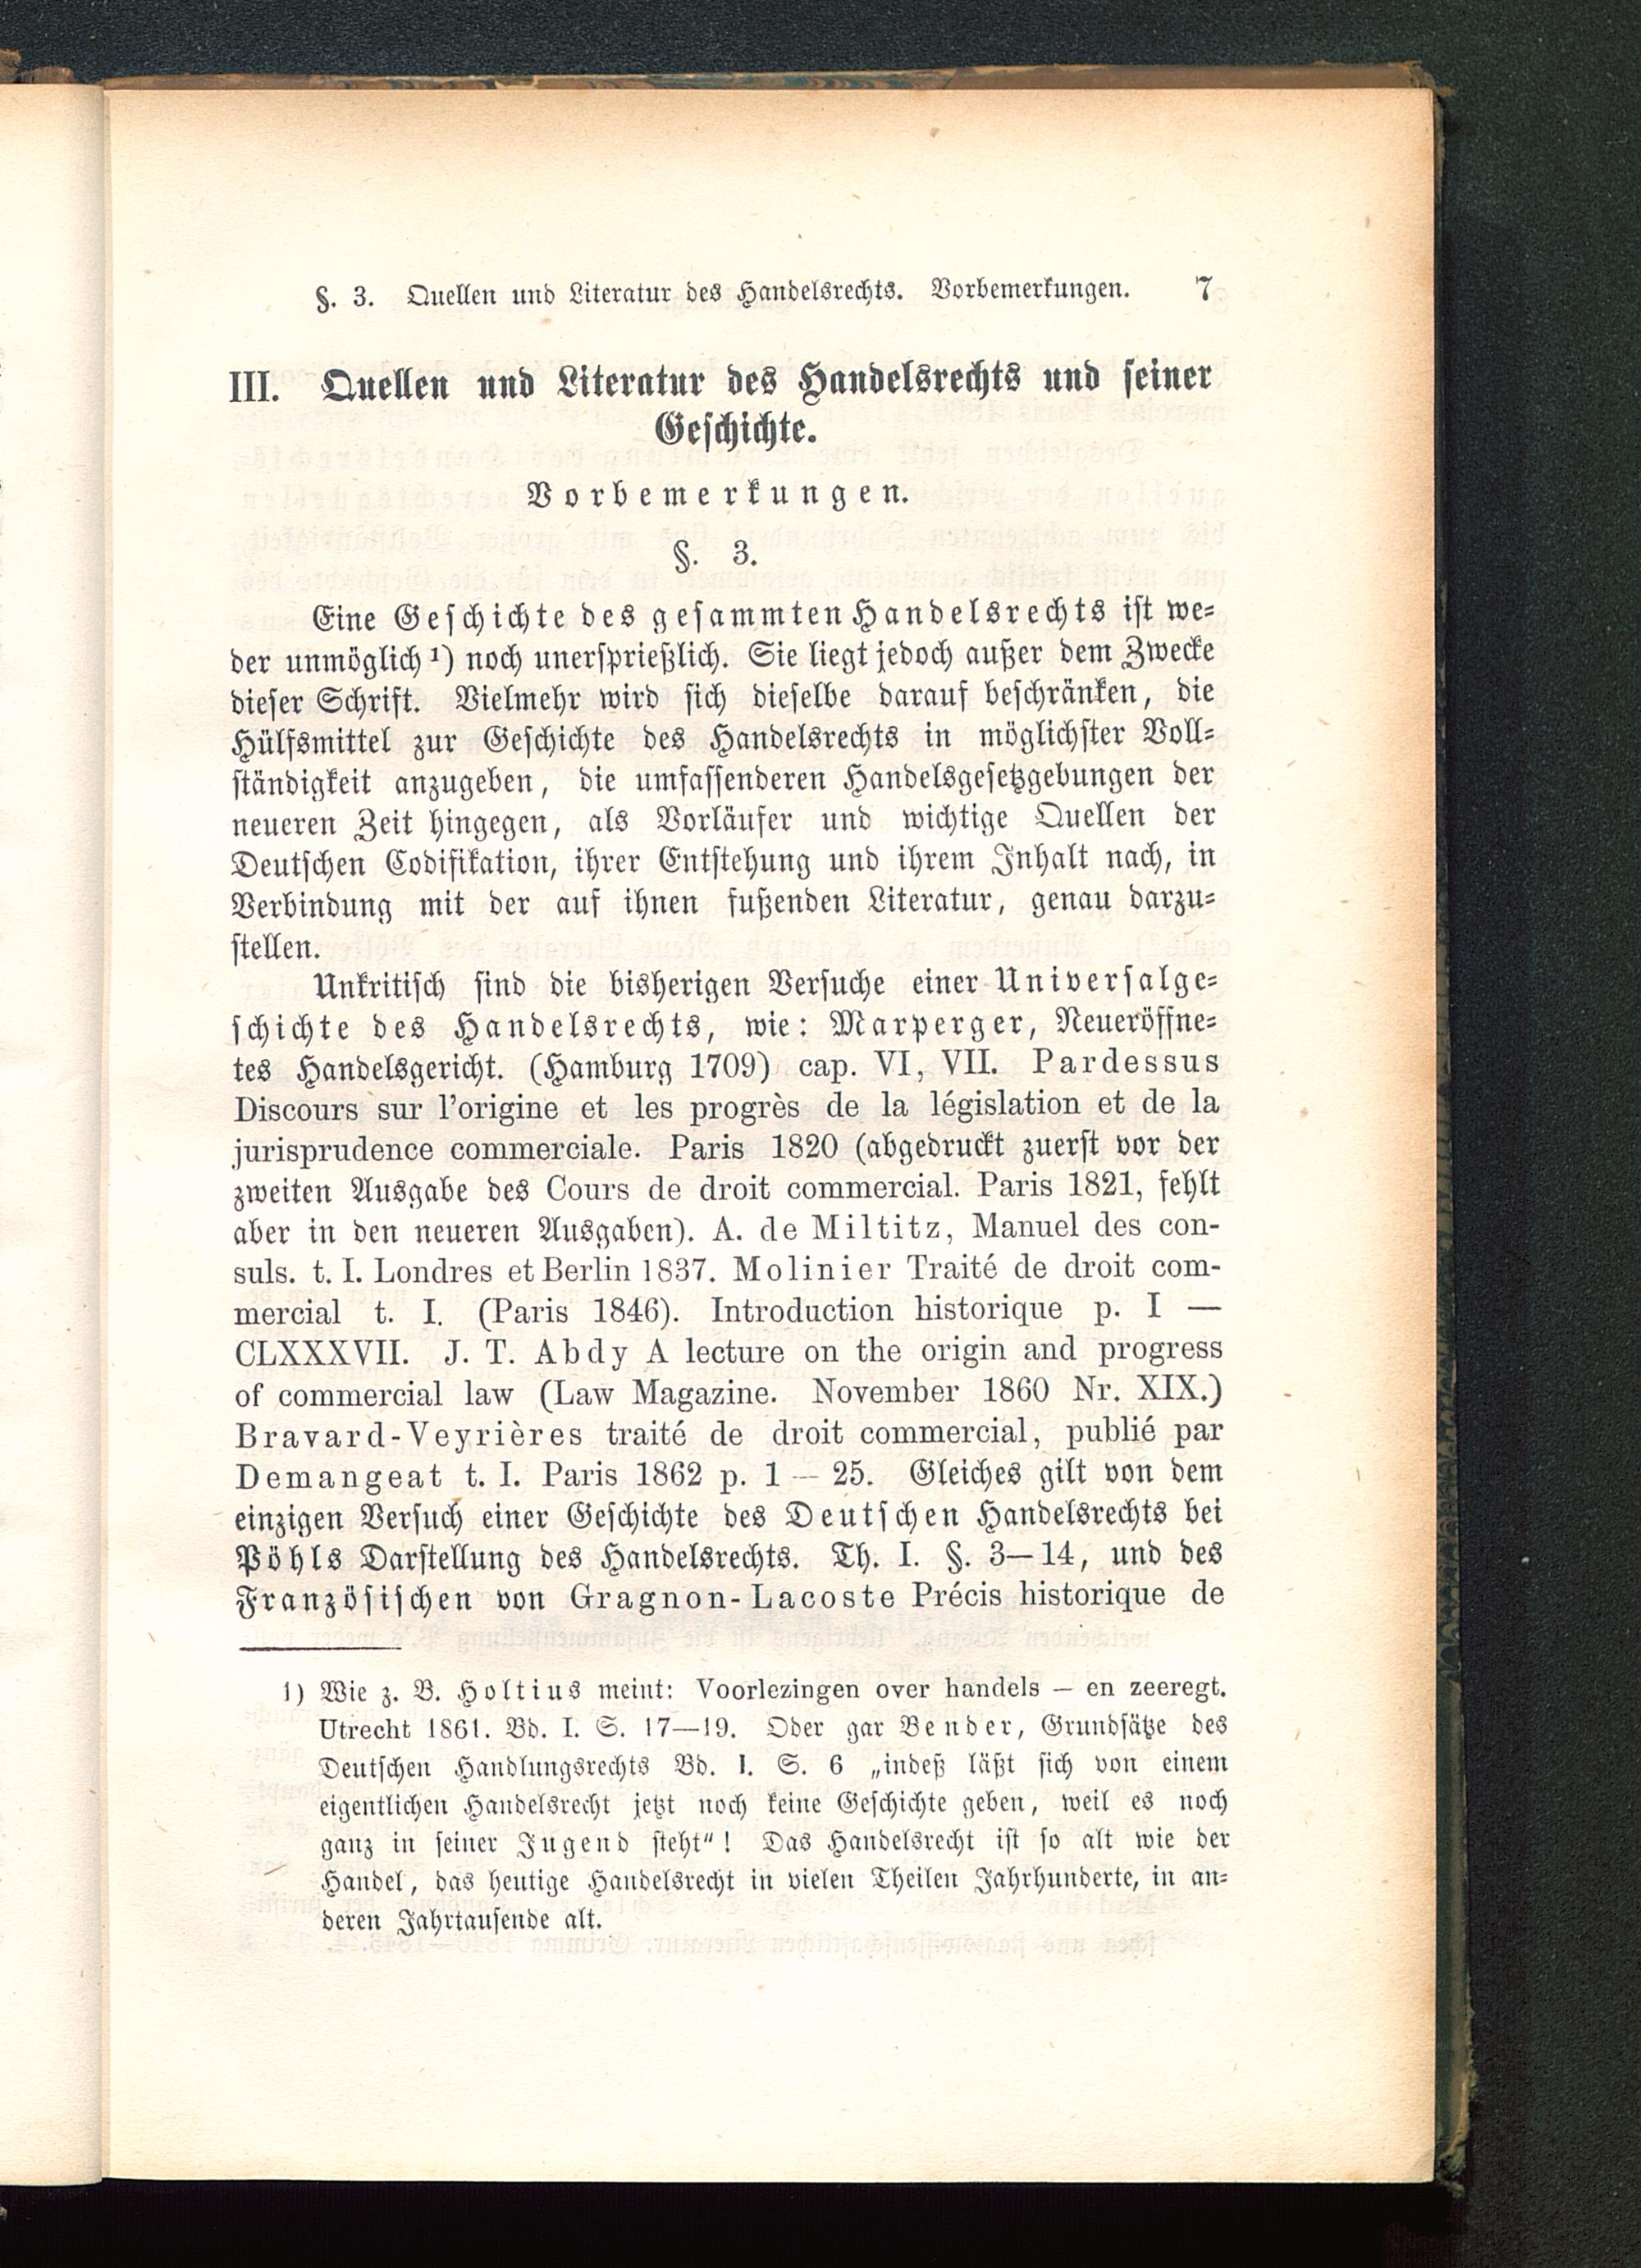 §. 3. Quellen und Literatur des Handelsrechts. Vorbemerkungen. 7
III. Quellen und Literatur des Handelsrechts und seiner
Geschichte.
Vorbemerkungen.
§. 3.
Eine Geschichte des gesammten Handelsrechts ist we-
der unmöglich¹) noch unersprießlich. Sie liegt jedoch außer dem Zwecke
dieser Schrift. Vielmehr wird sich dieselbe darauf beschränken, die
Hülfsmittel zur Geschichte des Handelsrechts in möglichster Voll-
ständigkeit anzugeben, die umfassenderen Handelsgesetzgebungen der
neueren Zeit hingegen, als Vorläufer und wichtige Quellen der
Deutschen Codifikation, ihrer Entstehung und ihrem Inhalt nach, in
Verbindung mit der auf ihnen fußenden Literatur, genau darzu-
stellen.
Unkritisch sind die bisherigen Versuche einer Universalge-
schichte des Handelsrechts, wie: Marperger, Neueröffne-
tes Handelsgericht. (Hamburg 1709) cap. VI, VII. Pardessus
Discours sur l'origine et les progrès de la législation et de la
jurisprudence commerciale. Paris 1820 (abgedruckt zuerst vor der
zweiten Ausgabe des Cours de droit commercial. Paris 1821, fehlt
aber in den neueren Ausgaben). A. de Miltitz, Manuel des con-
suls. t. I. Londres et Berlin 1837. Molinier Traité de droit com-
mercial t. I. (Paris 1846). Introduction historique p. I —
CLXXXVII. J. T. Abdy A lecture on the origin and progress
of commercial law (Law Magazine. November 1860 Nr. XIX.)
Bravard-Veyrières traité de droit commercial, publié par
Demangeat t. I. Paris 1862 p. 1 — 25. Gleiches gilt von dem
einzigen Versuch einer Geschichte des Deutschen Handelsrechts bei
Pöhls Darstellung des Handelsrechts. Th. I. §. 3—14, und des
Französischen von Gragnon-Lacoste Précis historique de
1) Wie z. B. Holtius meint: Voorlezingen over handels — en zeeregt.
Utrecht 1861. Bd. I. S. 17—19. Oder gar Bender, Grundsätze des
Deutschen Handlungsrechts Bd. I. S. 6 „indeß läßt sich von einem
eigentlichen Handelsrecht jetzt noch keine Geschichte geben, weil es noch
ganz in seiner Jugend steht“! Das Handelsrecht ist so alt wie der
Handel, das heutige Handelsrecht in vielen Theilen Jahrhunderte, in an-
deren Jahrtausende alt.